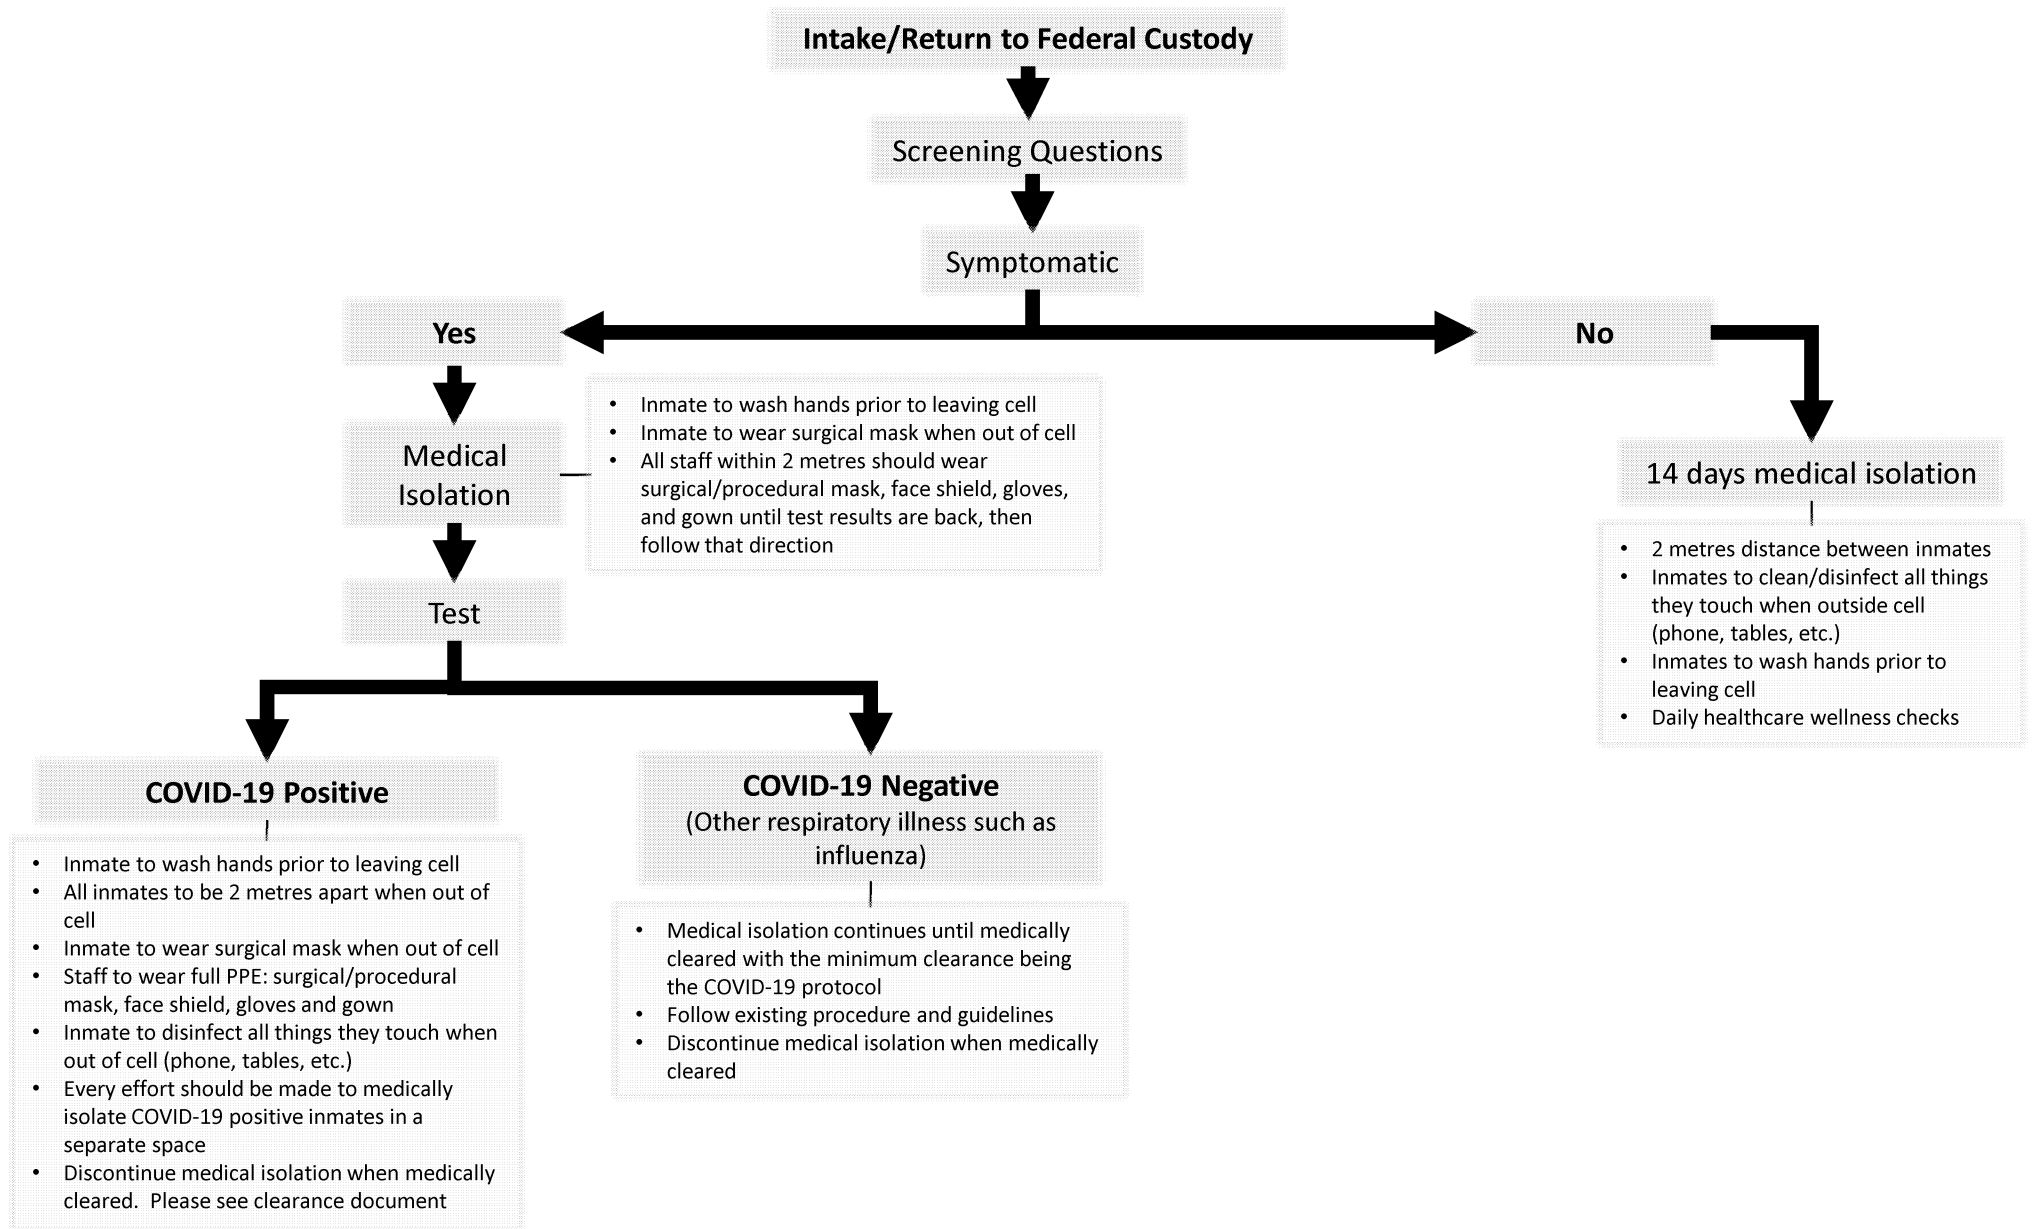 Intake/Return to Federal Custody
Screening Questions
Symptomatic
Yes
No
Medical
Isolation
• Inmate to wash hands prior to leaving cell
• Inmate to wear surgical mask when out of cell
• All staff within 2 metres should wear
surgical/procedural mask, face shield, gloves,
and gown until test results are back, then
follow that direction
14 days medical isolation
• 2 metres distance between inmates
• Inmates to clean/disinfect all things
they touch when outside cell
(phone, tables, etc.)
• Inmates to wash hands prior to
leaving cell
• Daily healthcare wellness checks
Test
COVID-19 Positive
• Inmate to wash hands prior to leaving cell
• All inmates to be 2 metres apart when out of
cell
• Inmate to wear surgical mask when out of cell
• Staff to wear full PPE: surgical/procedural
mask, face shield, gloves and gown
• Inmate to disinfect all things they touch when
out of cell (phone, tables, etc.)
• Every effort should be made to medically
isolate COVID-19 positive inmates in a
separate space
• Discontinue medical isolation when medically
cleared.  Please see clearance document
COVID-19 Negative
(Other respiratory illness such as
influenza)
• Medical isolation continues until medically
cleared with the minimum clearance being
the COVID-19 protocol
• Follow existing procedure and guidelines
• Discontinue medical isolation when medically
cleared